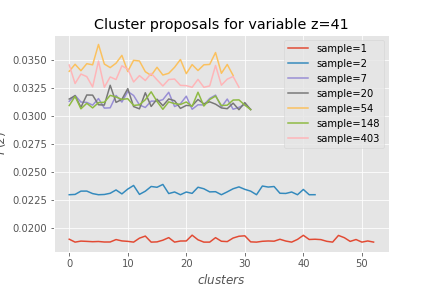 Cluster proposals for variable z=41
0.0350
0.0325
0.0300
0.0275
0.0250
0.0225
0.0200
sample=1
sample=2
sample=7
sample=20
sample=54
sample=148
sample=403
0 10 20 30 40 50
clusters